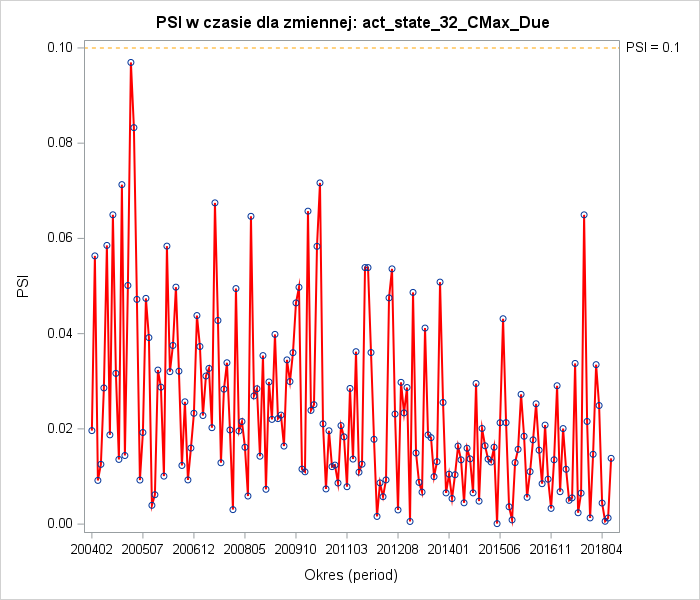 PSI w czasie dla zmiennej: act_state_32_CMax_Due
0.10
PSI = 0.1
0.08
0.06
PSI
0.04
0.02
0.00
200402 200507 200612 200805 200910 201103 201208 201401 201506 201611 201804
Okres (period)